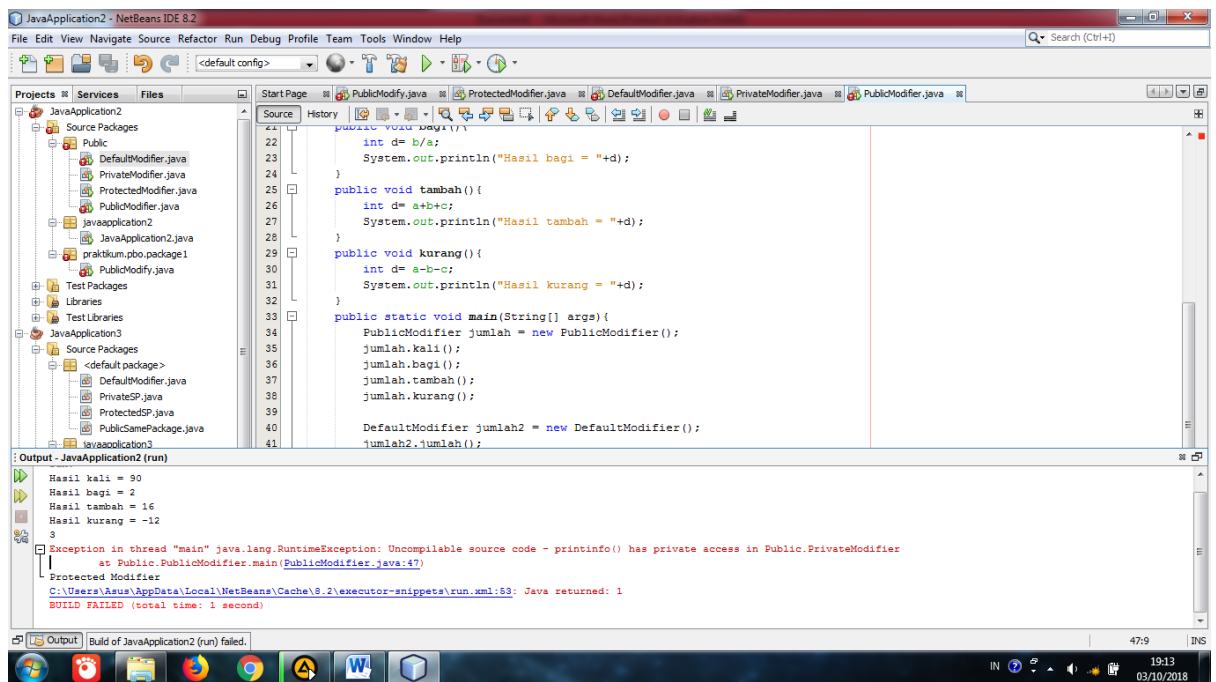 JavaApplication2 - NetBeans IDE 8.2
File Edit View Navigate Source Refactor Run Debug Profile Team Tools Window Help
Search (Ctrl+I)
<default config>
Projects Services Files
Start Page PublicModify.java ProtectedModifier.java DefaultModifier.java PrivateModifier.java PublicModifier.java
Source History
JavaApplication2
Source Packages
Public
DefaultModifier.java
PrivateModifier.java
ProtectedModifier.java
PublicModifier.java
javaapplication2
JavaApplication2.java
praktikum.pbo.package1
PublicModify.java
Test Packages
Libraries
Test Libraries
JavaApplication3
Source Packages
<default package>
DefaultModifier.java
PrivateSP.java
ProtectedSP.java
PublicSamePackage.java
javaapplication3
21 public void bagi(){
22 int d= b/a;
23 System.out.println("Hasil bagi = "+d);
24 }
25 public void tambah(){
26 int d= a+b+c;
27 System.out.println("Hasil tambah = "+d);
28 }
29 public void kurang(){
30 int d= a-b-c;
31 System.out.println("Hasil kurang = "+d);
32 }
33 public static void main(String[] args){
34 PublicModifier jumlah = new PublicModifier();
35 jumlah.kali();
36 jumlah.bagi();
37 jumlah.tambah();
38 jumlah.kurang();
39
40 DefaultModifier jumlah2 = new DefaultModifier();
41 jumlah2.jumlah();
Output - JavaApplication2 (run)
Hasil kali = 90
Hasil bagi = 2
Hasil tambah = 16
Hasil kurang = -12
3
Exception in thread "main" java.lang.RuntimeException: Uncompilable source code - printinfo() has private access in Public.PrivateModifier
at Public.PublicModifier.main(PublicModifier.java:47)
Protected Modifier
C:\Users\Asus\AppData\Local\NetBeans\Cache\8.2\executor-snippets\run.xml:53: Java returned: 1
BUILD FAILED (total time: 1 second)
Output Build of JavaApplication2 (run) failed.
47:9 INS
IN
19:13
03/10/2018